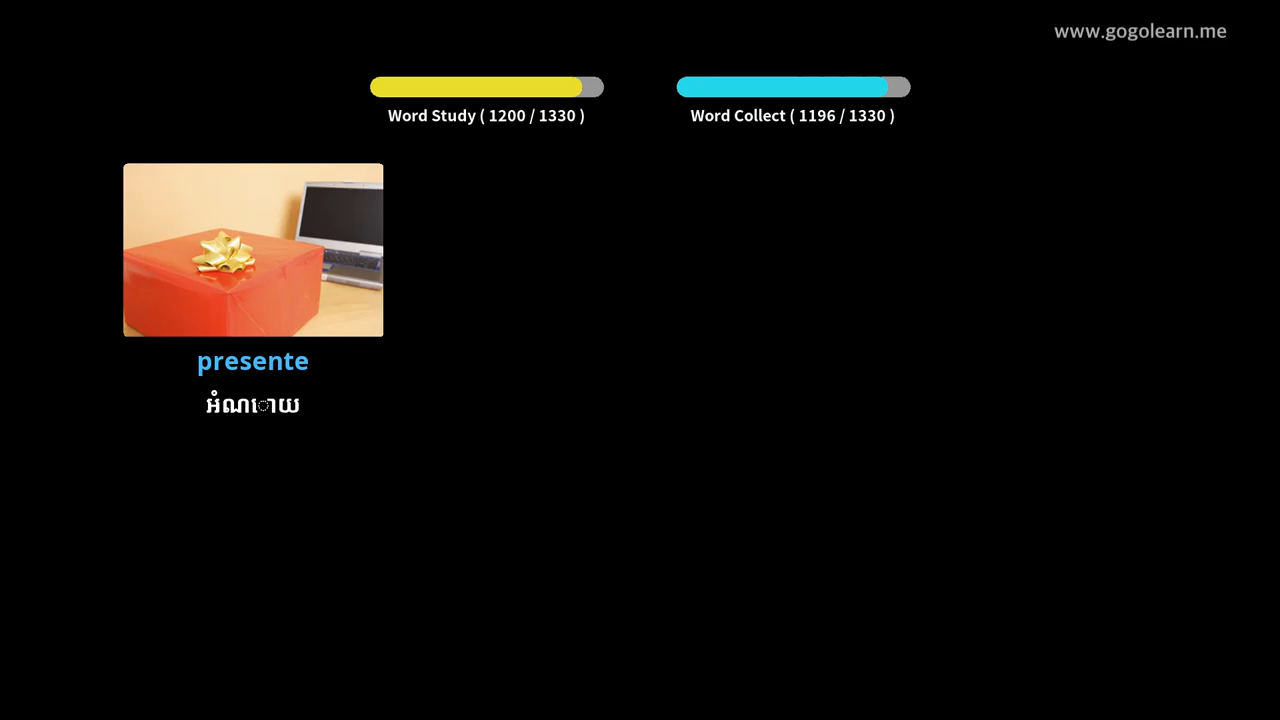 www.gogolearn.me
Word Study ( 1200 / 1330 )
Word Collect ( 1196 / 1330 )
presente
អំណោយ